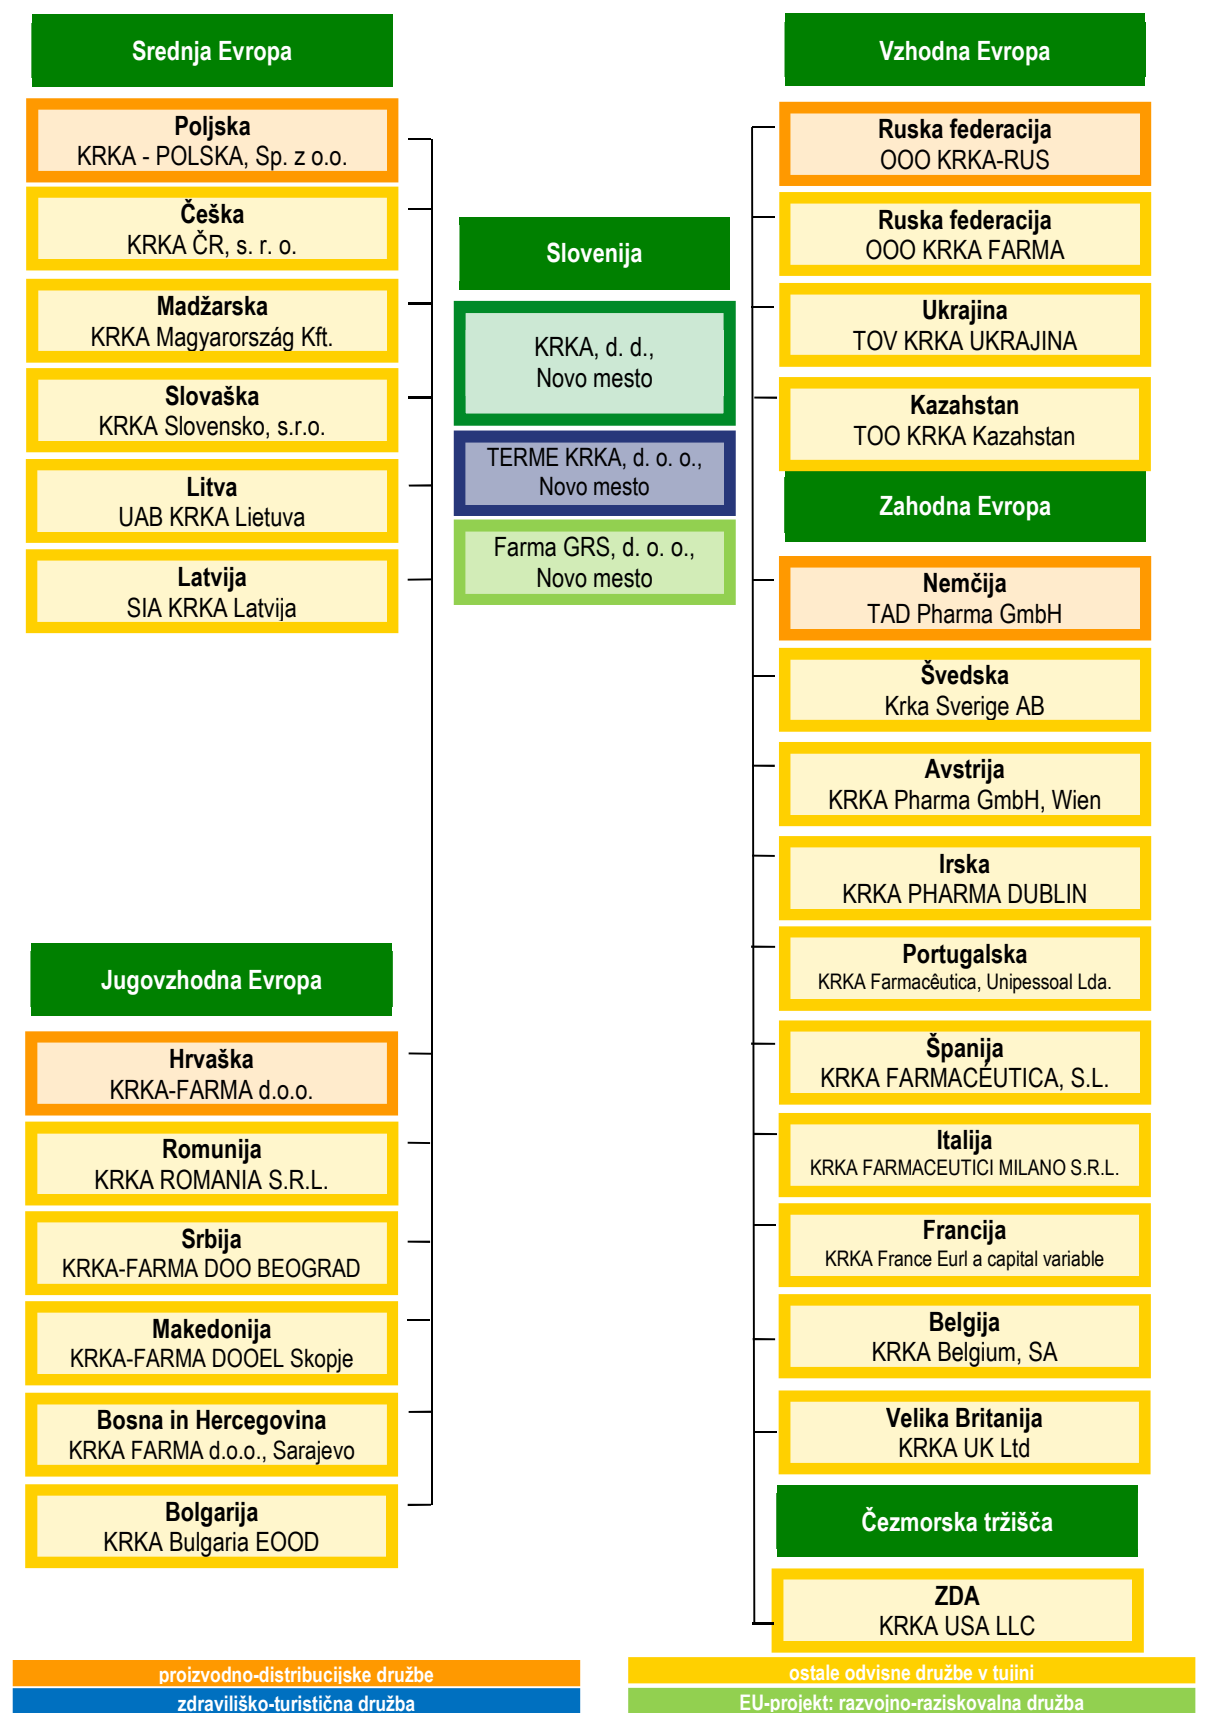 Srednja Evropa
Poljska
KRKA - POLSKA, Sp. z o.o.
Češka
KRKA ČR, s. r. o.
Madžarska
KRKA Magyarország Kft.
Slovaška
KRKA Slovensko, s.r.o.
Litva
UAB KRKA Lietuva
Latvija
SIA KRKA Latvija
Jugovzhodna Evropa
Hrvaška
KRKA-FARMA d.o.o.
Romunija
KRKA ROMANIA S.R.L.
Srbija
KRKA-FARMA DOO BEOGRAD
Makedonija
KRKA-FARMA DOOEL Skopje
Bosna in Hercegovina
KRKA FARMA d.o.o., Sarajevo
Bolgarija
KRKA Bulgaria EOOD
Slovenija
KRKA, d. d.,
Novo mesto
TERME KRKA, d. o. o.,
Novo mesto
Farma GRS, d. o. o.,
Novo mesto
Vzhodna Evropa
Ruska federacija
OOO KRKA-RUS
Ruska federacija
OOO KRKA FARMA
Ukrajina
TOV KRKA UKRAJINA
Kazahstan
TOO KRKA Kazahstan
Zahodna Evropa
Nemčija
TAD Pharma GmbH
Švedska
Krka Sverige AB
Avstrija
KRKA Pharma GmbH, Wien
Irska
KRKA PHARMA DUBLIN
Portugalska
KRKA Farmacêutica, Unipessoal Lda.
Španija
KRKA FARMACÉUTICA, S.L.
Italija
KRKA FARMACEUTICI MILANO S.R.L.
Francija
KRKA France Eurl a capital variable
Belgija
KRKA Belgium, SA
Velika Britanija
KRKA UK Ltd
Čezmorska tržišča
ZDA
KRKA USA LLC
proizvodno-distribucijske družbe
zdraviliško-turistična družba
ostale odvisne družbe v tujini
EU-projekt: razvojno-raziskovalna družba